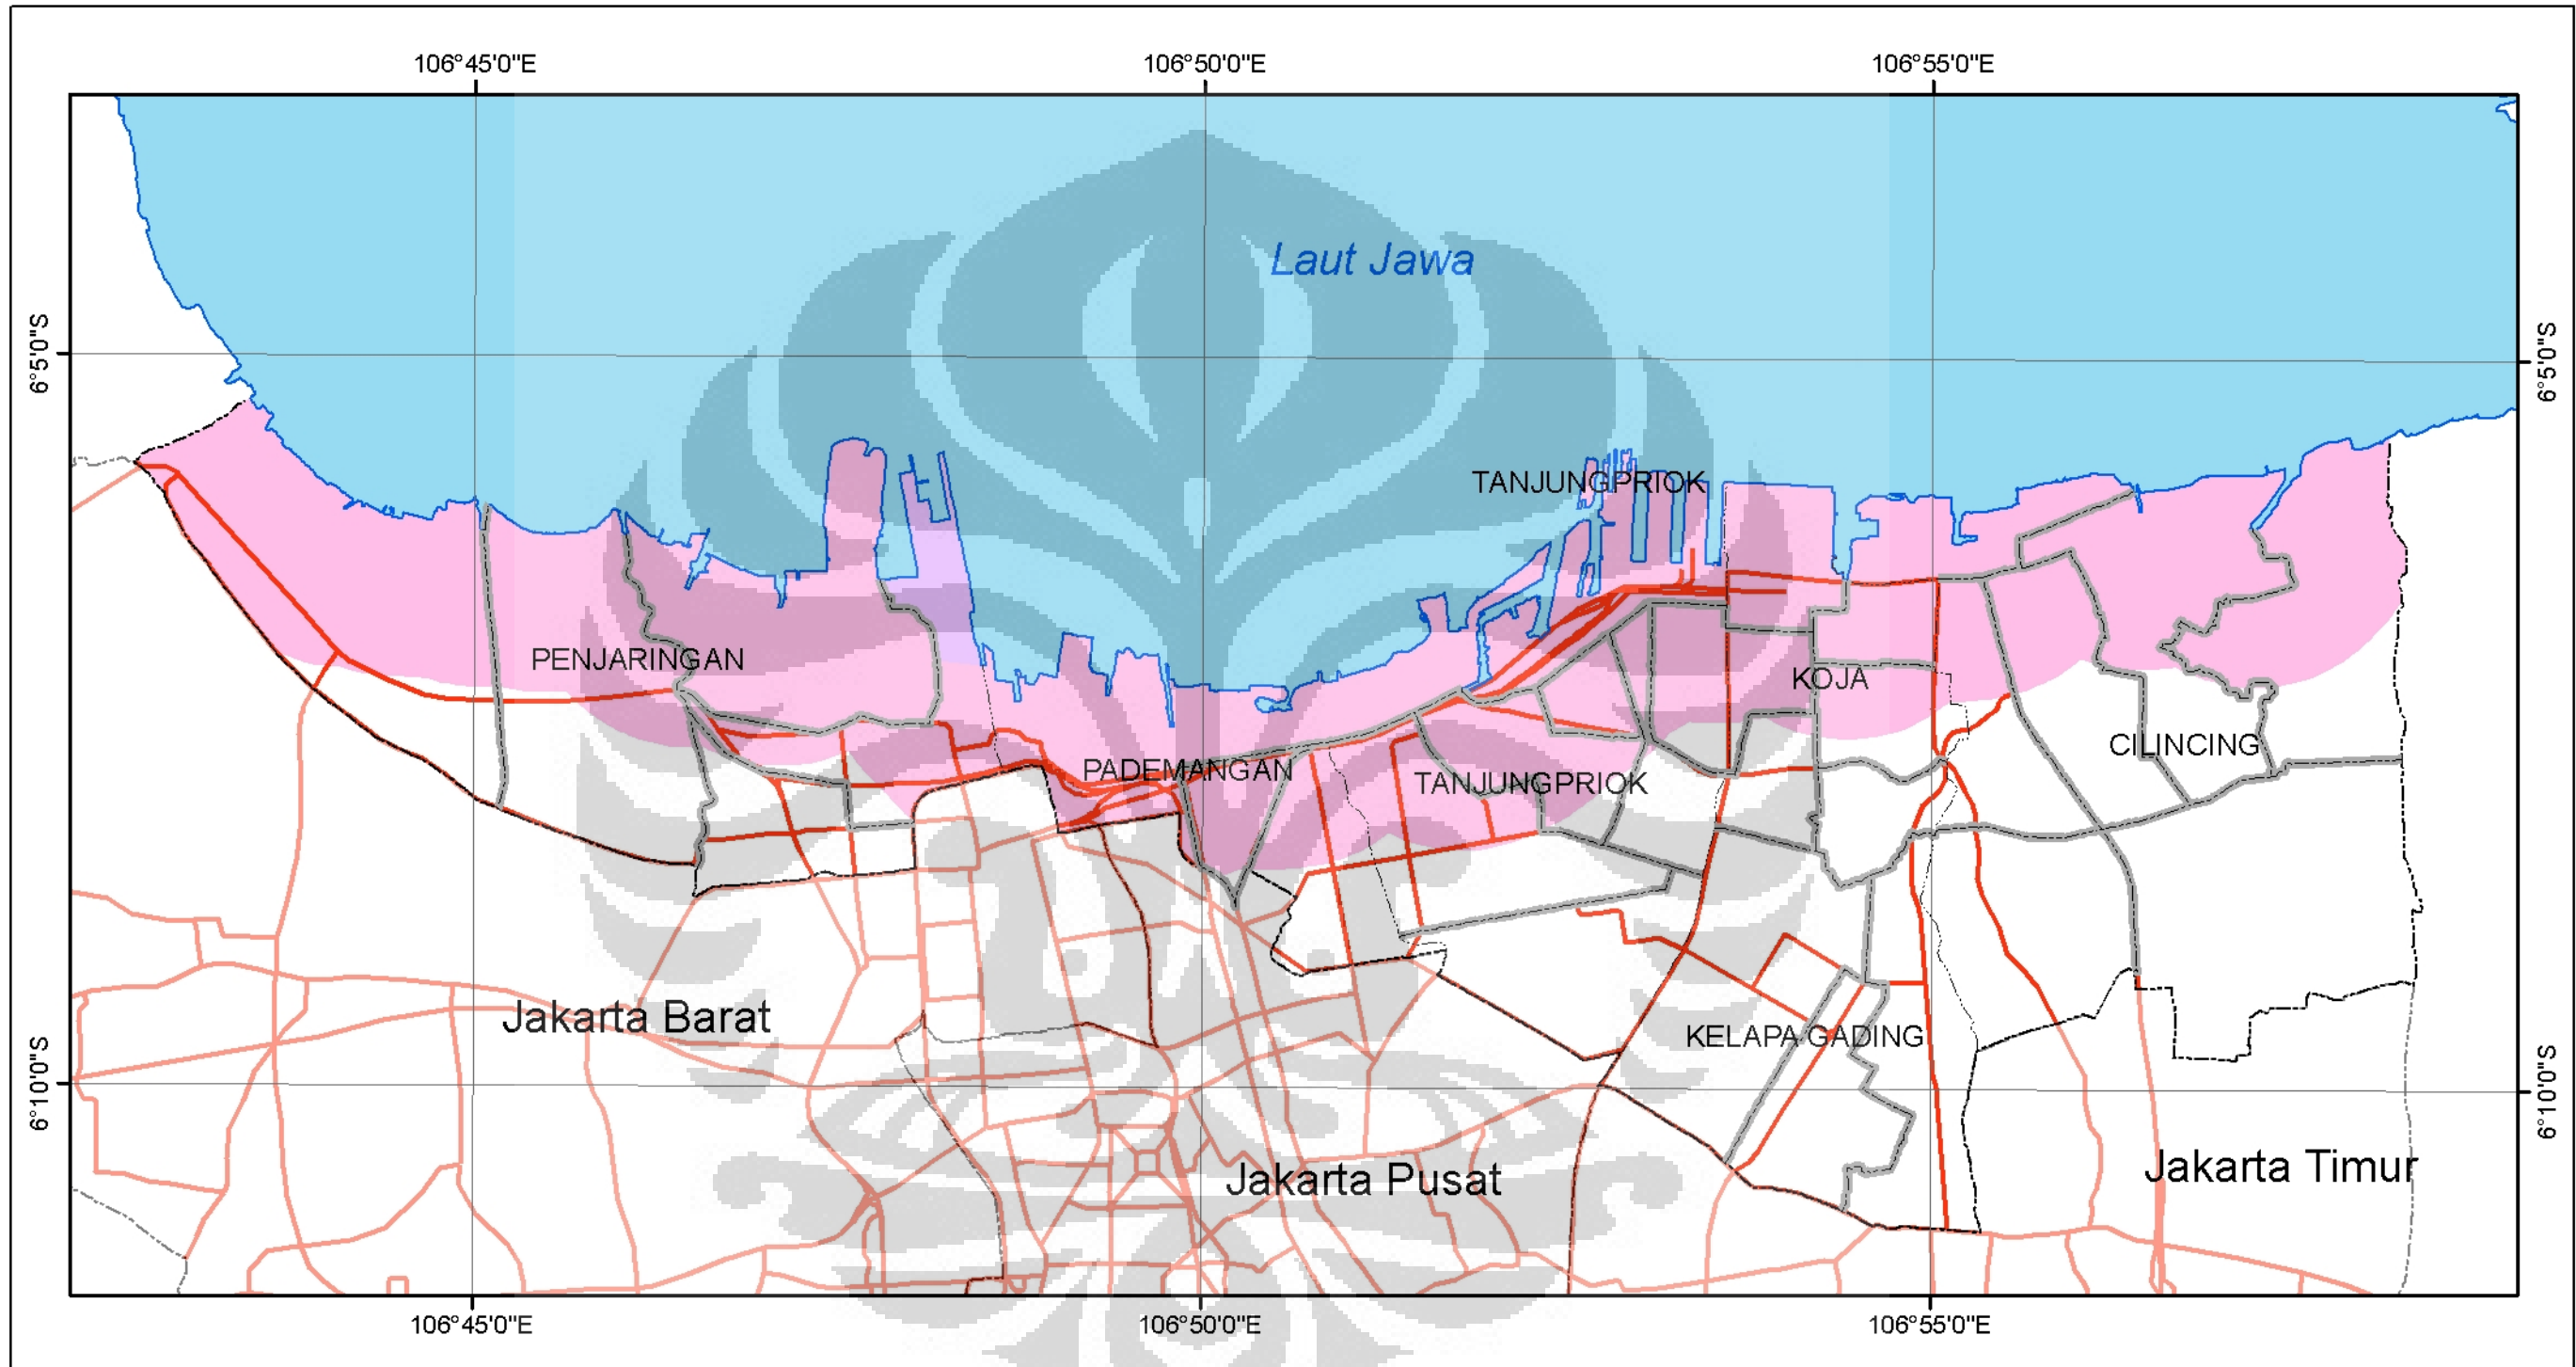 106°45'0"E
106°50'0"E
106°55'0"E
Laut Jawa
6°5'0"S
6°5'0"S
TANJUNGPRIOK
PENJARINGAN
KOJA
CILINCING
PADEMANGAN
TANJUNGPRIOK
Jakarta Barat
KELAPA GADING
6°10'0"S
6°10'0"S
Jakarta Pusat
Jakarta Timur
106°45'0"E
106°50'0"E
106°55'0"E